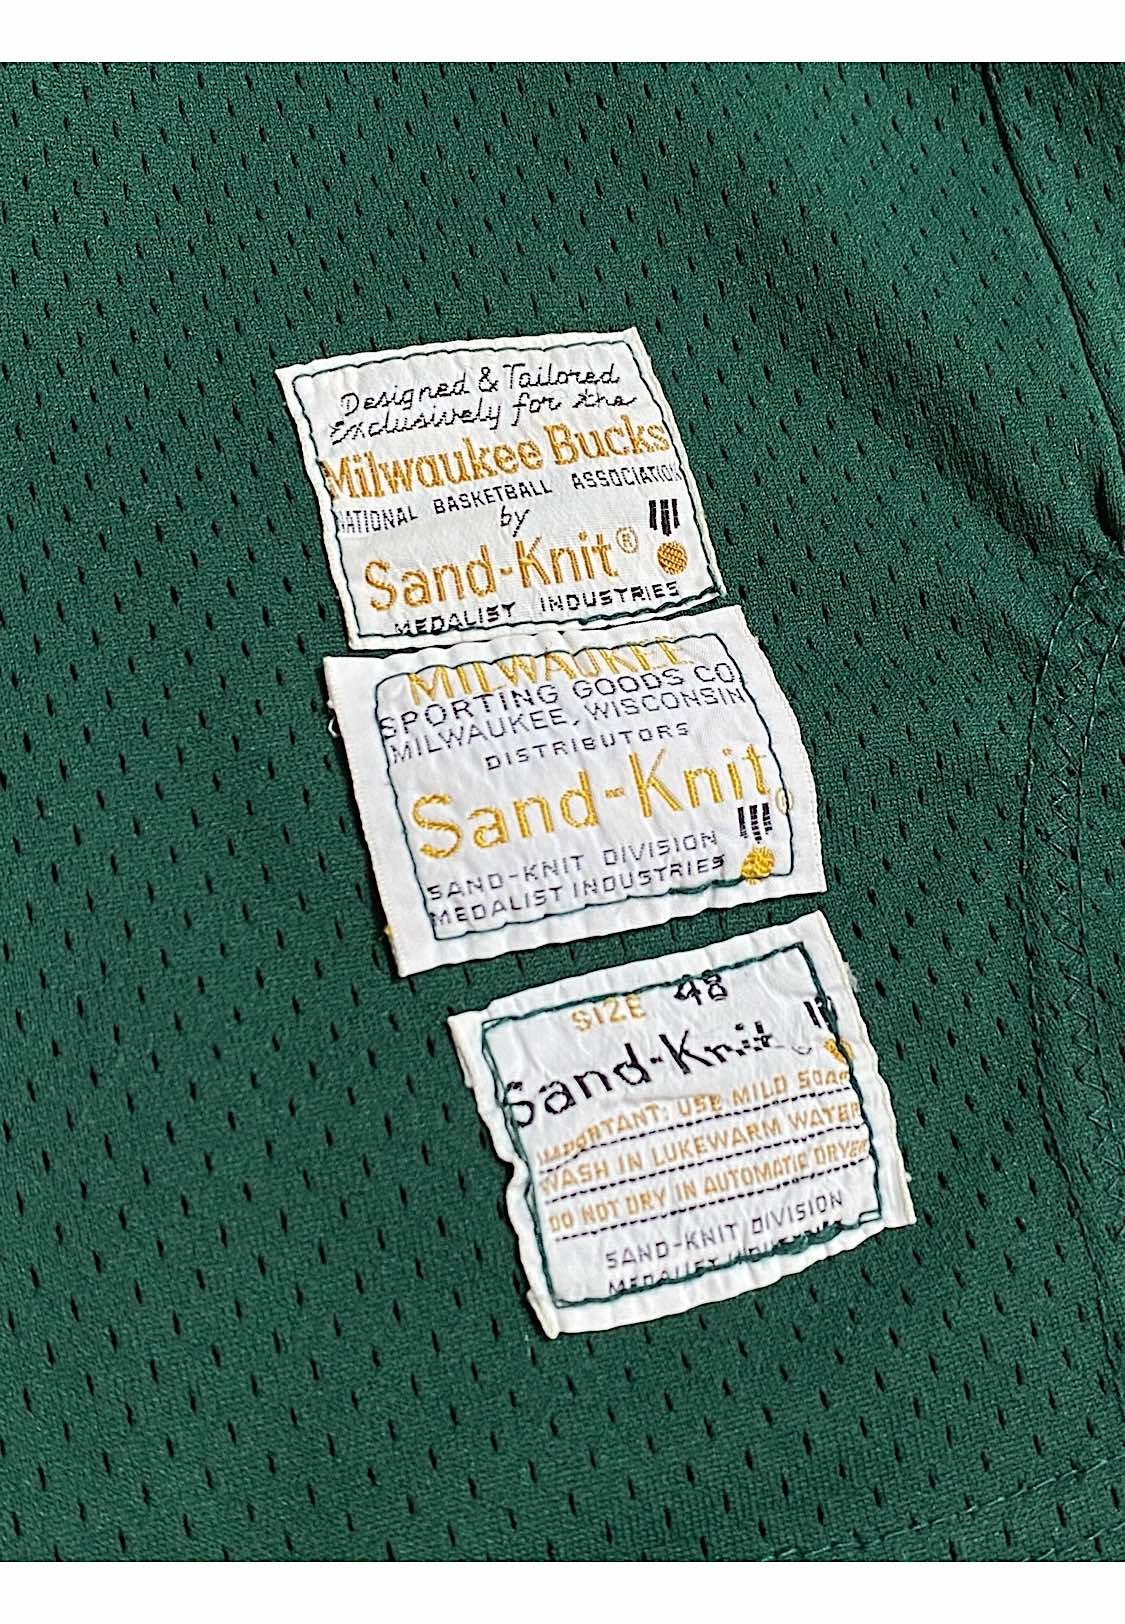 Designed & Tailored
Exclusively for the
Milwaukee Bucks
NATIONAL BASKETBALL ASSOCIATION
by
Sand-Knit®
MEDALIST INDUSTRIES
MILWAUKEE
SPORTING GOODS CO.
MILWAUKEE, WISCONSIN
DISTRIBUTORS
Sand-Knit®
SAND-KNIT DIVISION
MEDALIST INDUSTRIES
SIZE 48
Sand-Knit
IMPORTANT: USE MILD SOAP
WASH IN LUKEWARM WATER
DO NOT DRY IN AUTOMATIC DRYER
SAND-KNIT DIVISION
MEDALIST INDUSTRIES